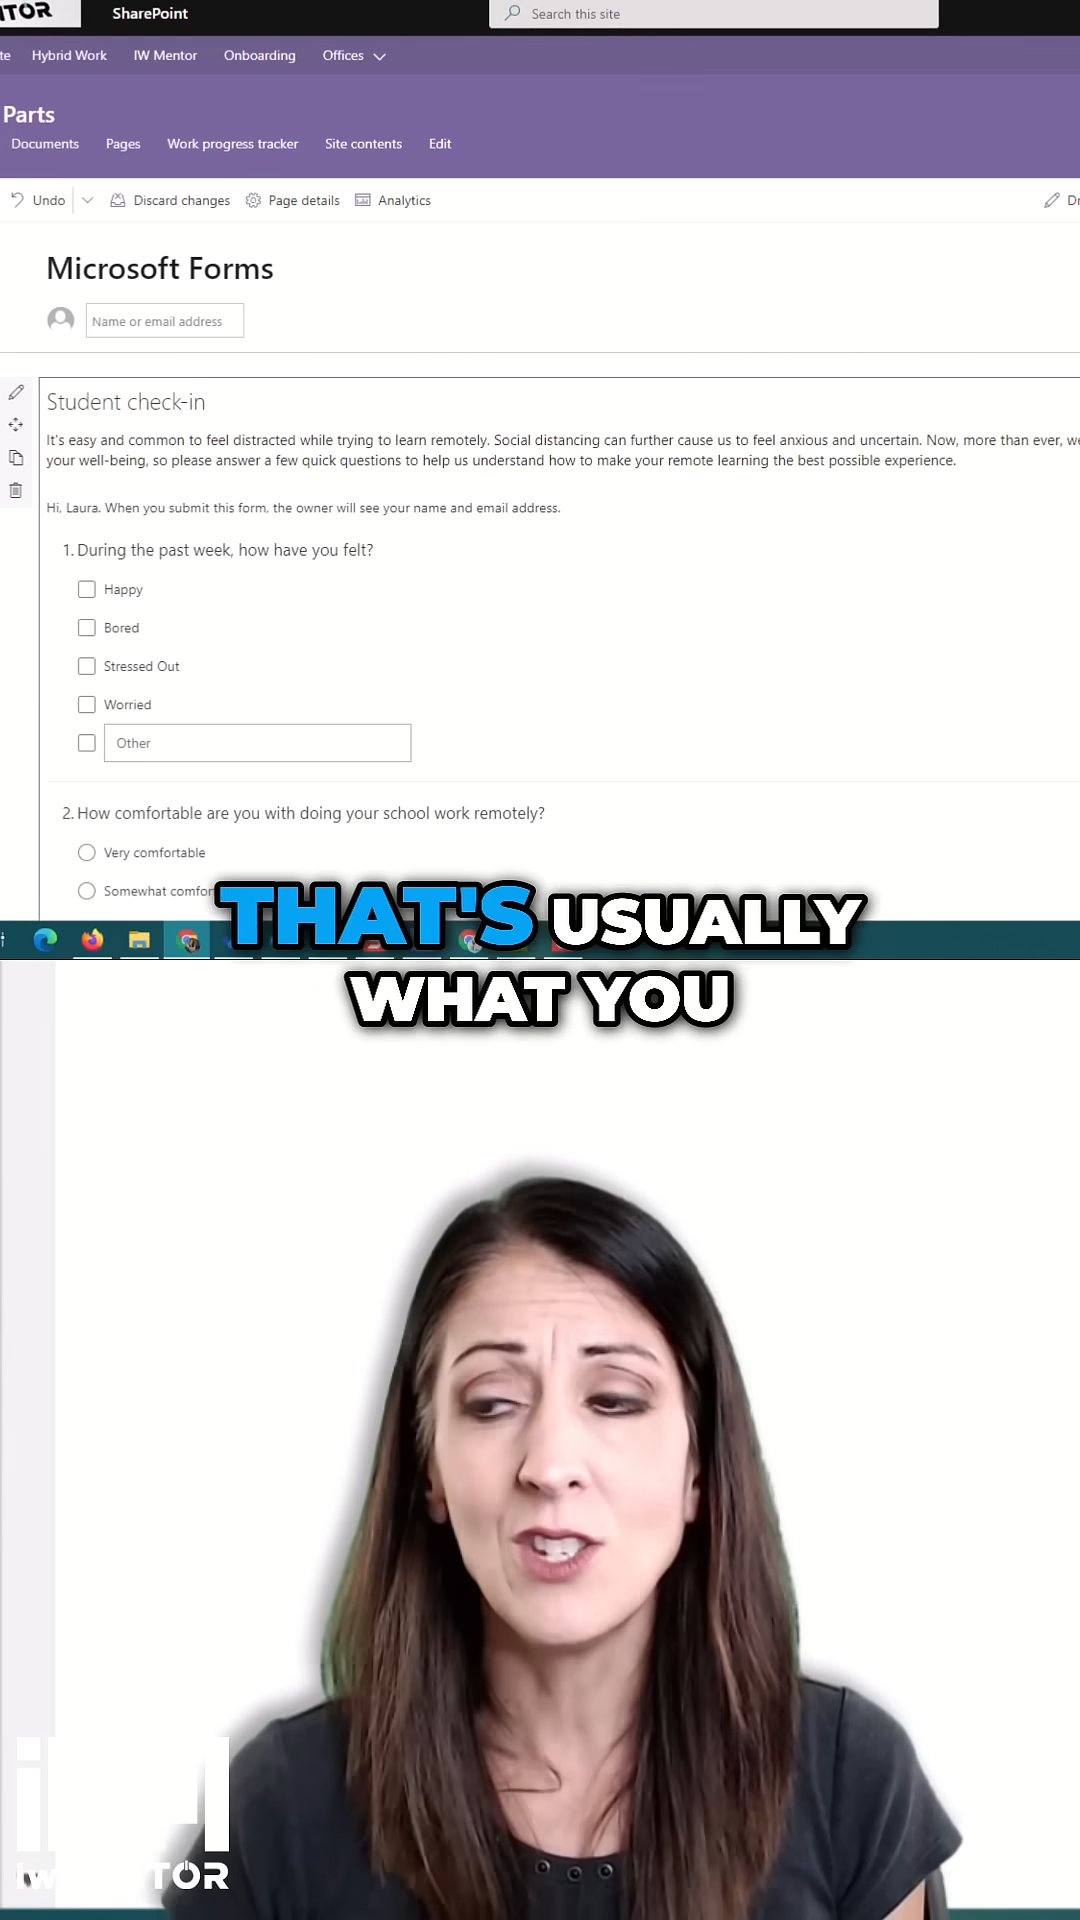 SharePoint
Search this site
Hybrid Work
IW Mentor
Onboarding
Offices
Parts
Documents
Pages
Work progress tracker
Site contents
Edit
Undo
Discard changes
Page details
Analytics
Microsoft Forms
Name or email address
Student check-in
It's easy and common to feel distracted while trying to learn remotely. Social distancing can further cause us to feel anxious and uncertain. Now, more than ever,
your well-being, so please answer a few quick questions to help us understand how to make your remote learning the best possible experience.
Hi, Laura. When you submit this form, the owner will see your name and email address.
1. During the past week, how have you felt?
Happy
Bored
Stressed Out
Worried
Other
2. How comfortable are you with doing your school work remotely?
Very comfortable
Somewhat
THAT'S USUALLY
WHAT YOU